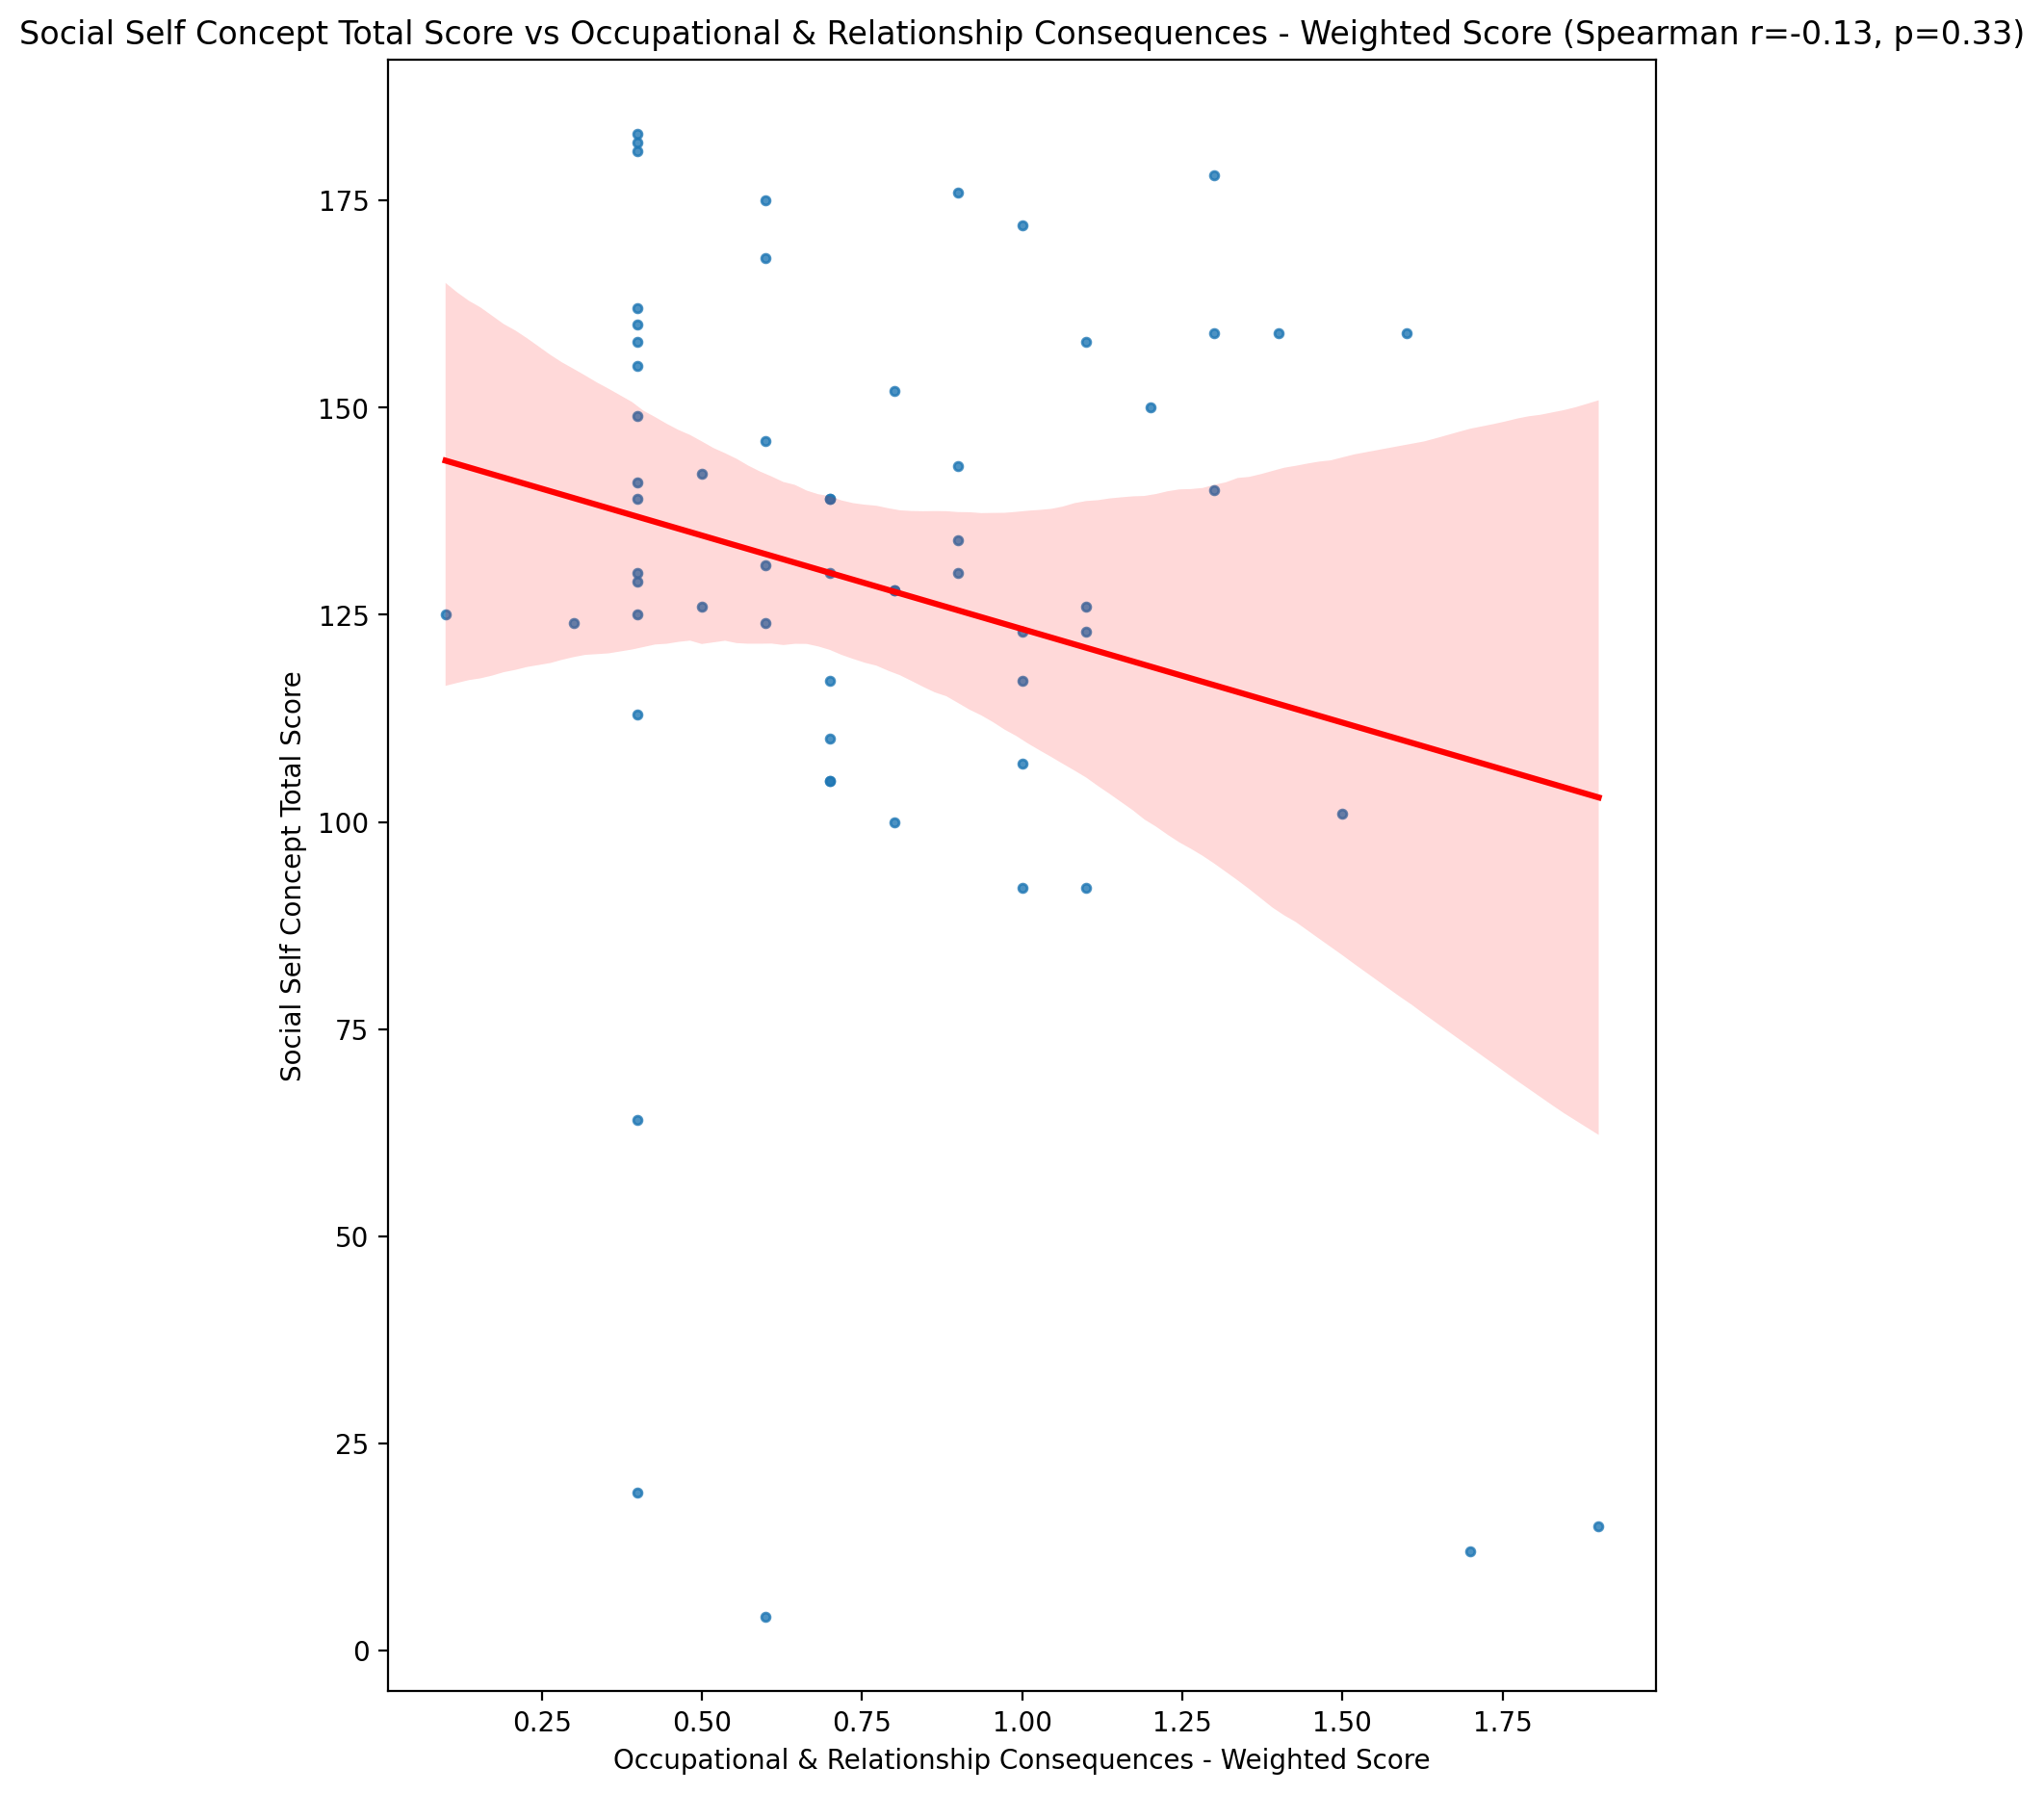 Social Self Concept Total Score vs Occupational & Relationship Consequences - Weighted Score (Spearman r=-0.13, p=0.33)
Social Self Concept Total Score
175
150
125
100
75
50
25
0
0.25 0.50 0.75 1.00 1.25 1.50 1.75
Occupational & Relationship Consequences - Weighted Score